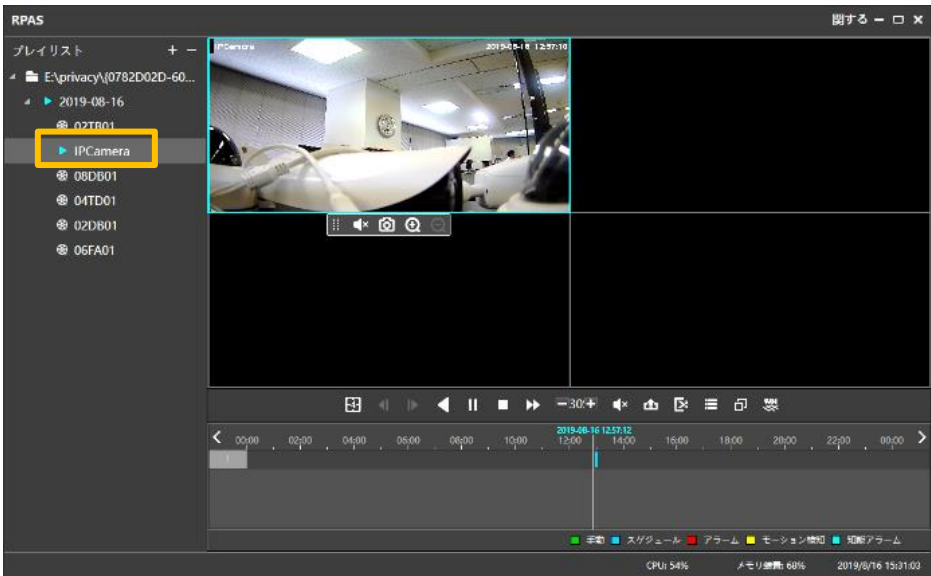 RPAS
関する
プレイリスト
E:\privacy\{0782D02D-60...
2019-08-16
02TB01
IPCamera
08DB01
04TD01
02DB01
06FA01
IPCamera
2019-08-16 12:57:10
30
2019-08-16 12:57:12
00:00 02:00 04:00 06:00 08:00 10:00 12:00 14:00 16:00 18:00 20:00 22:00 00:00
1
手動 スケジュール アラーム モーション検知 知能アラーム
CPU: 54% メモリ 68% 2019/8/16 15:31:03